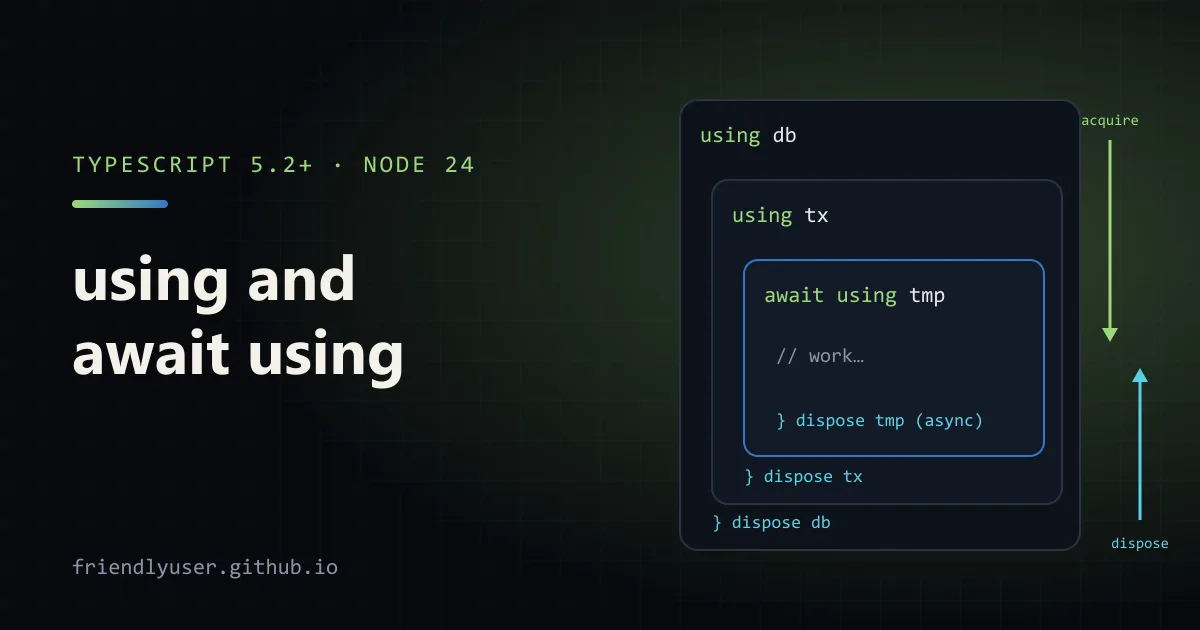 TYPESCRIPT 5.2+ · NODE 24
using and
await using
friendlyuser.github.io
using db
using tx
await using tmp
// work…
} dispose tmp (async)
} dispose tx
} dispose db
acquire
dispose